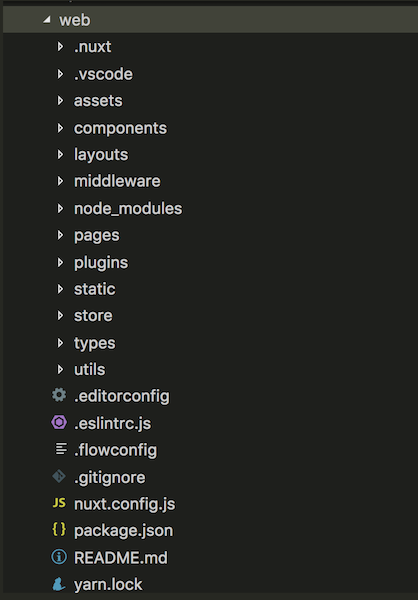 web
.nuxt
.vscode
assets
components
layouts
middleware
node_modules
pages
plugins
static
store
types
utils
.editorconfig
.eslintrc.js
.flowconfig
.gitignore
JS nuxt.config.js
{ } package.json
README.md
yarn.lock